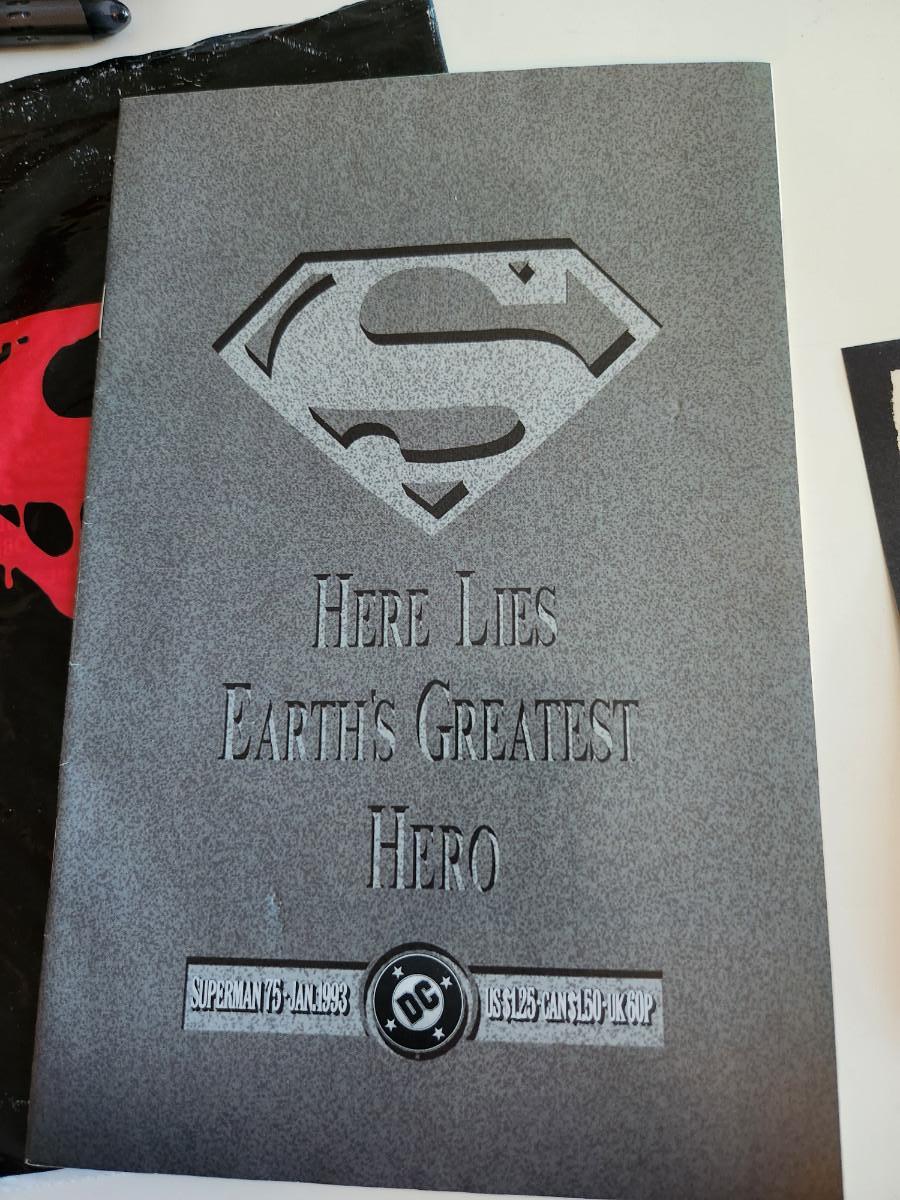 HERE LIES
EARTH'S GREATEST
HERO
SUPERMAN 75 · JAN. 1993
DC
US $1.25 · CAN $1.50 · UK 60P